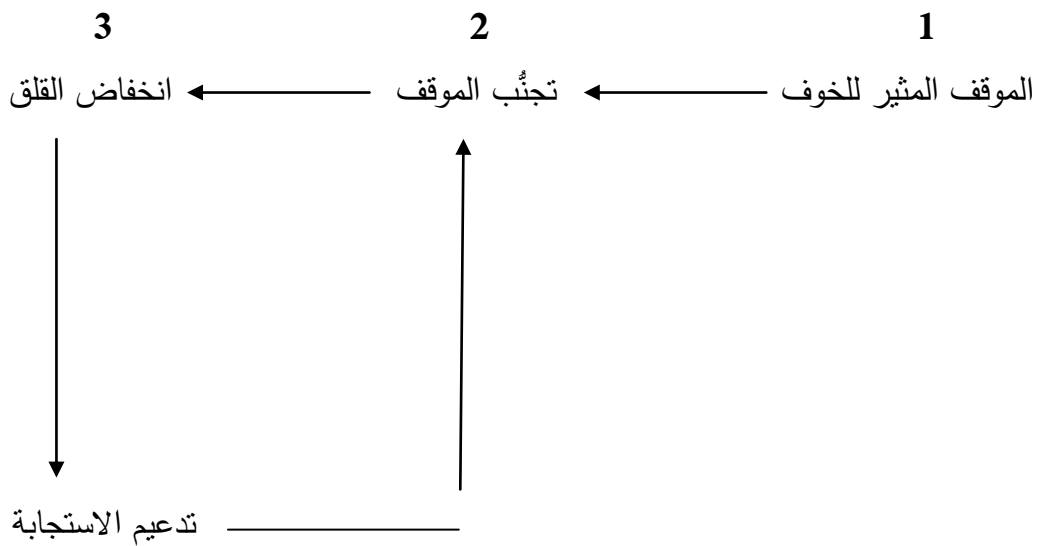 1 2 3
الموقف المثير للخوف تجنُّب الموقف انخفاض القلق
تدعيم الاستجابة